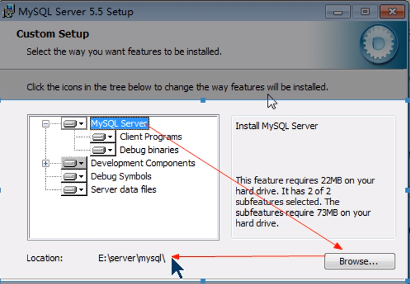 MySQL Server 5.5 Setup
Custom Setup
Select the way you want features to be installed.
Click the icons in the tree below to change the way features will be installed.
MySQL Server
Client Programs
Debug binaries
Development Components
Debug Symbols
Server data files
Install MySQL Server
This feature requires 22MB on your
hard drive. It has 2 of 2
subfeatures selected. The
subfeatures require 73MB on your
hard drive.
Location:
E:\server\mysql\
Browse...